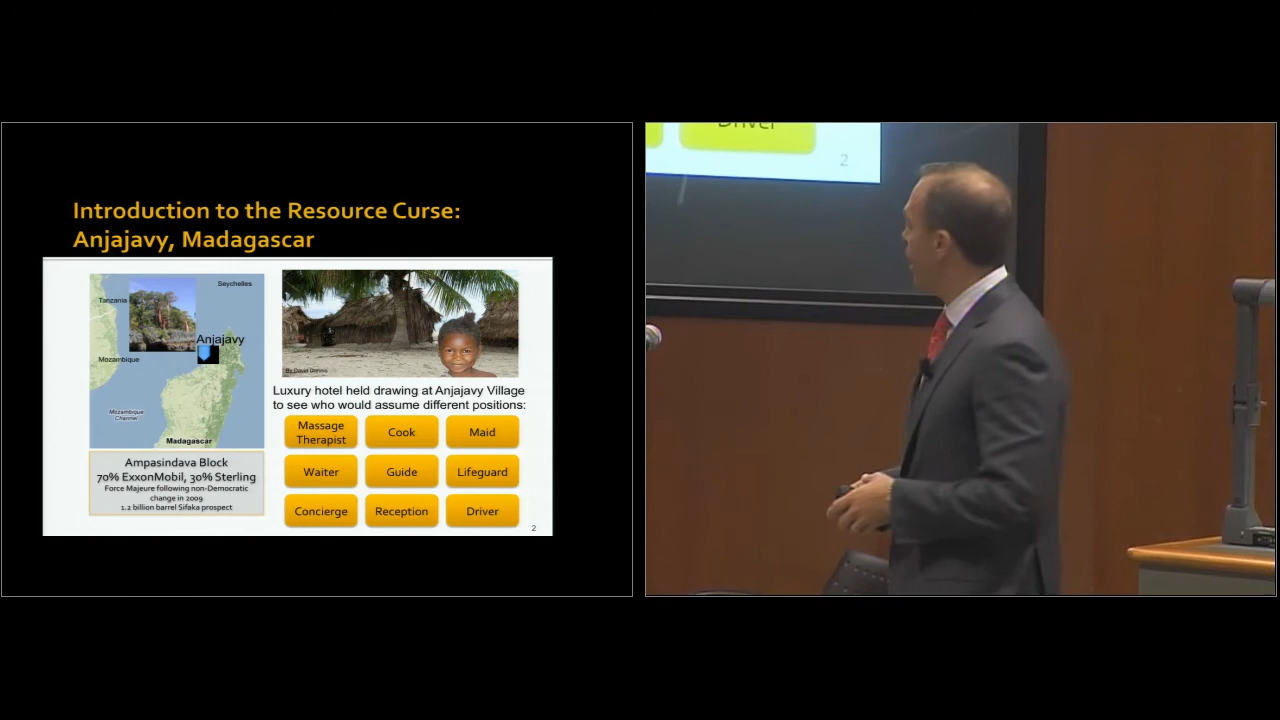 Introduction to the Resource Curse:
Anjajavy, Madagascar
Seychelles
Tanzania
Anjajavy
Mozambique
Mozambique
Channel
Madagascar
Ampasindava Block
70% ExxonMobil, 30% Sterling
Force Majeure following non-Democratic
change in 2009
1.2 billion barrel Sifaka prospect
By David Dennis
Luxury hotel held drawing at Anjajavy Village
to see who would assume different positions:
Massage
Therapist
Cook
Maid
Waiter
Guide
Lifeguard
Concierge
Reception
Driver
2
Driver
2